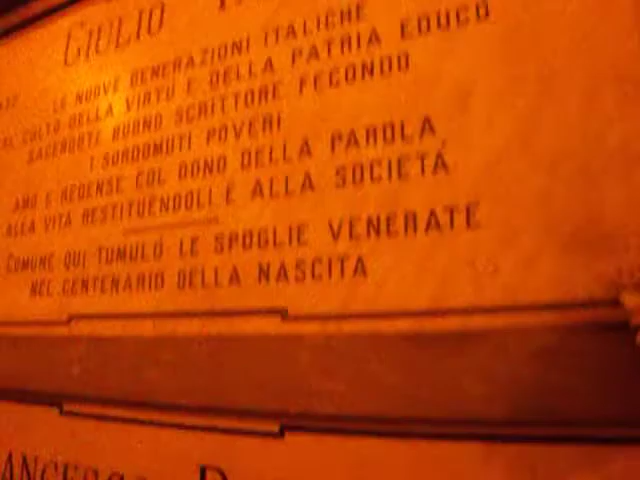 GIULIO
LE NUOVE GENERAZIONI ITALICHE
AL CULTO DELLA VIRTÙ E DELLA PATRIA EDUCÒ
SACERDOTE BUONO SCRITTORE FECONDO
I SORDOMUTI POVERI
AMÒ E REDENSE COL DONO DELLA PAROLA
ALLA VITA RESTITUENDOLI E ALLA SOCIETÀ
COMUNE QUI TUMULÒ LE SPOGLIE VENERATE
NEL CENTENARIO DELLA NASCITA